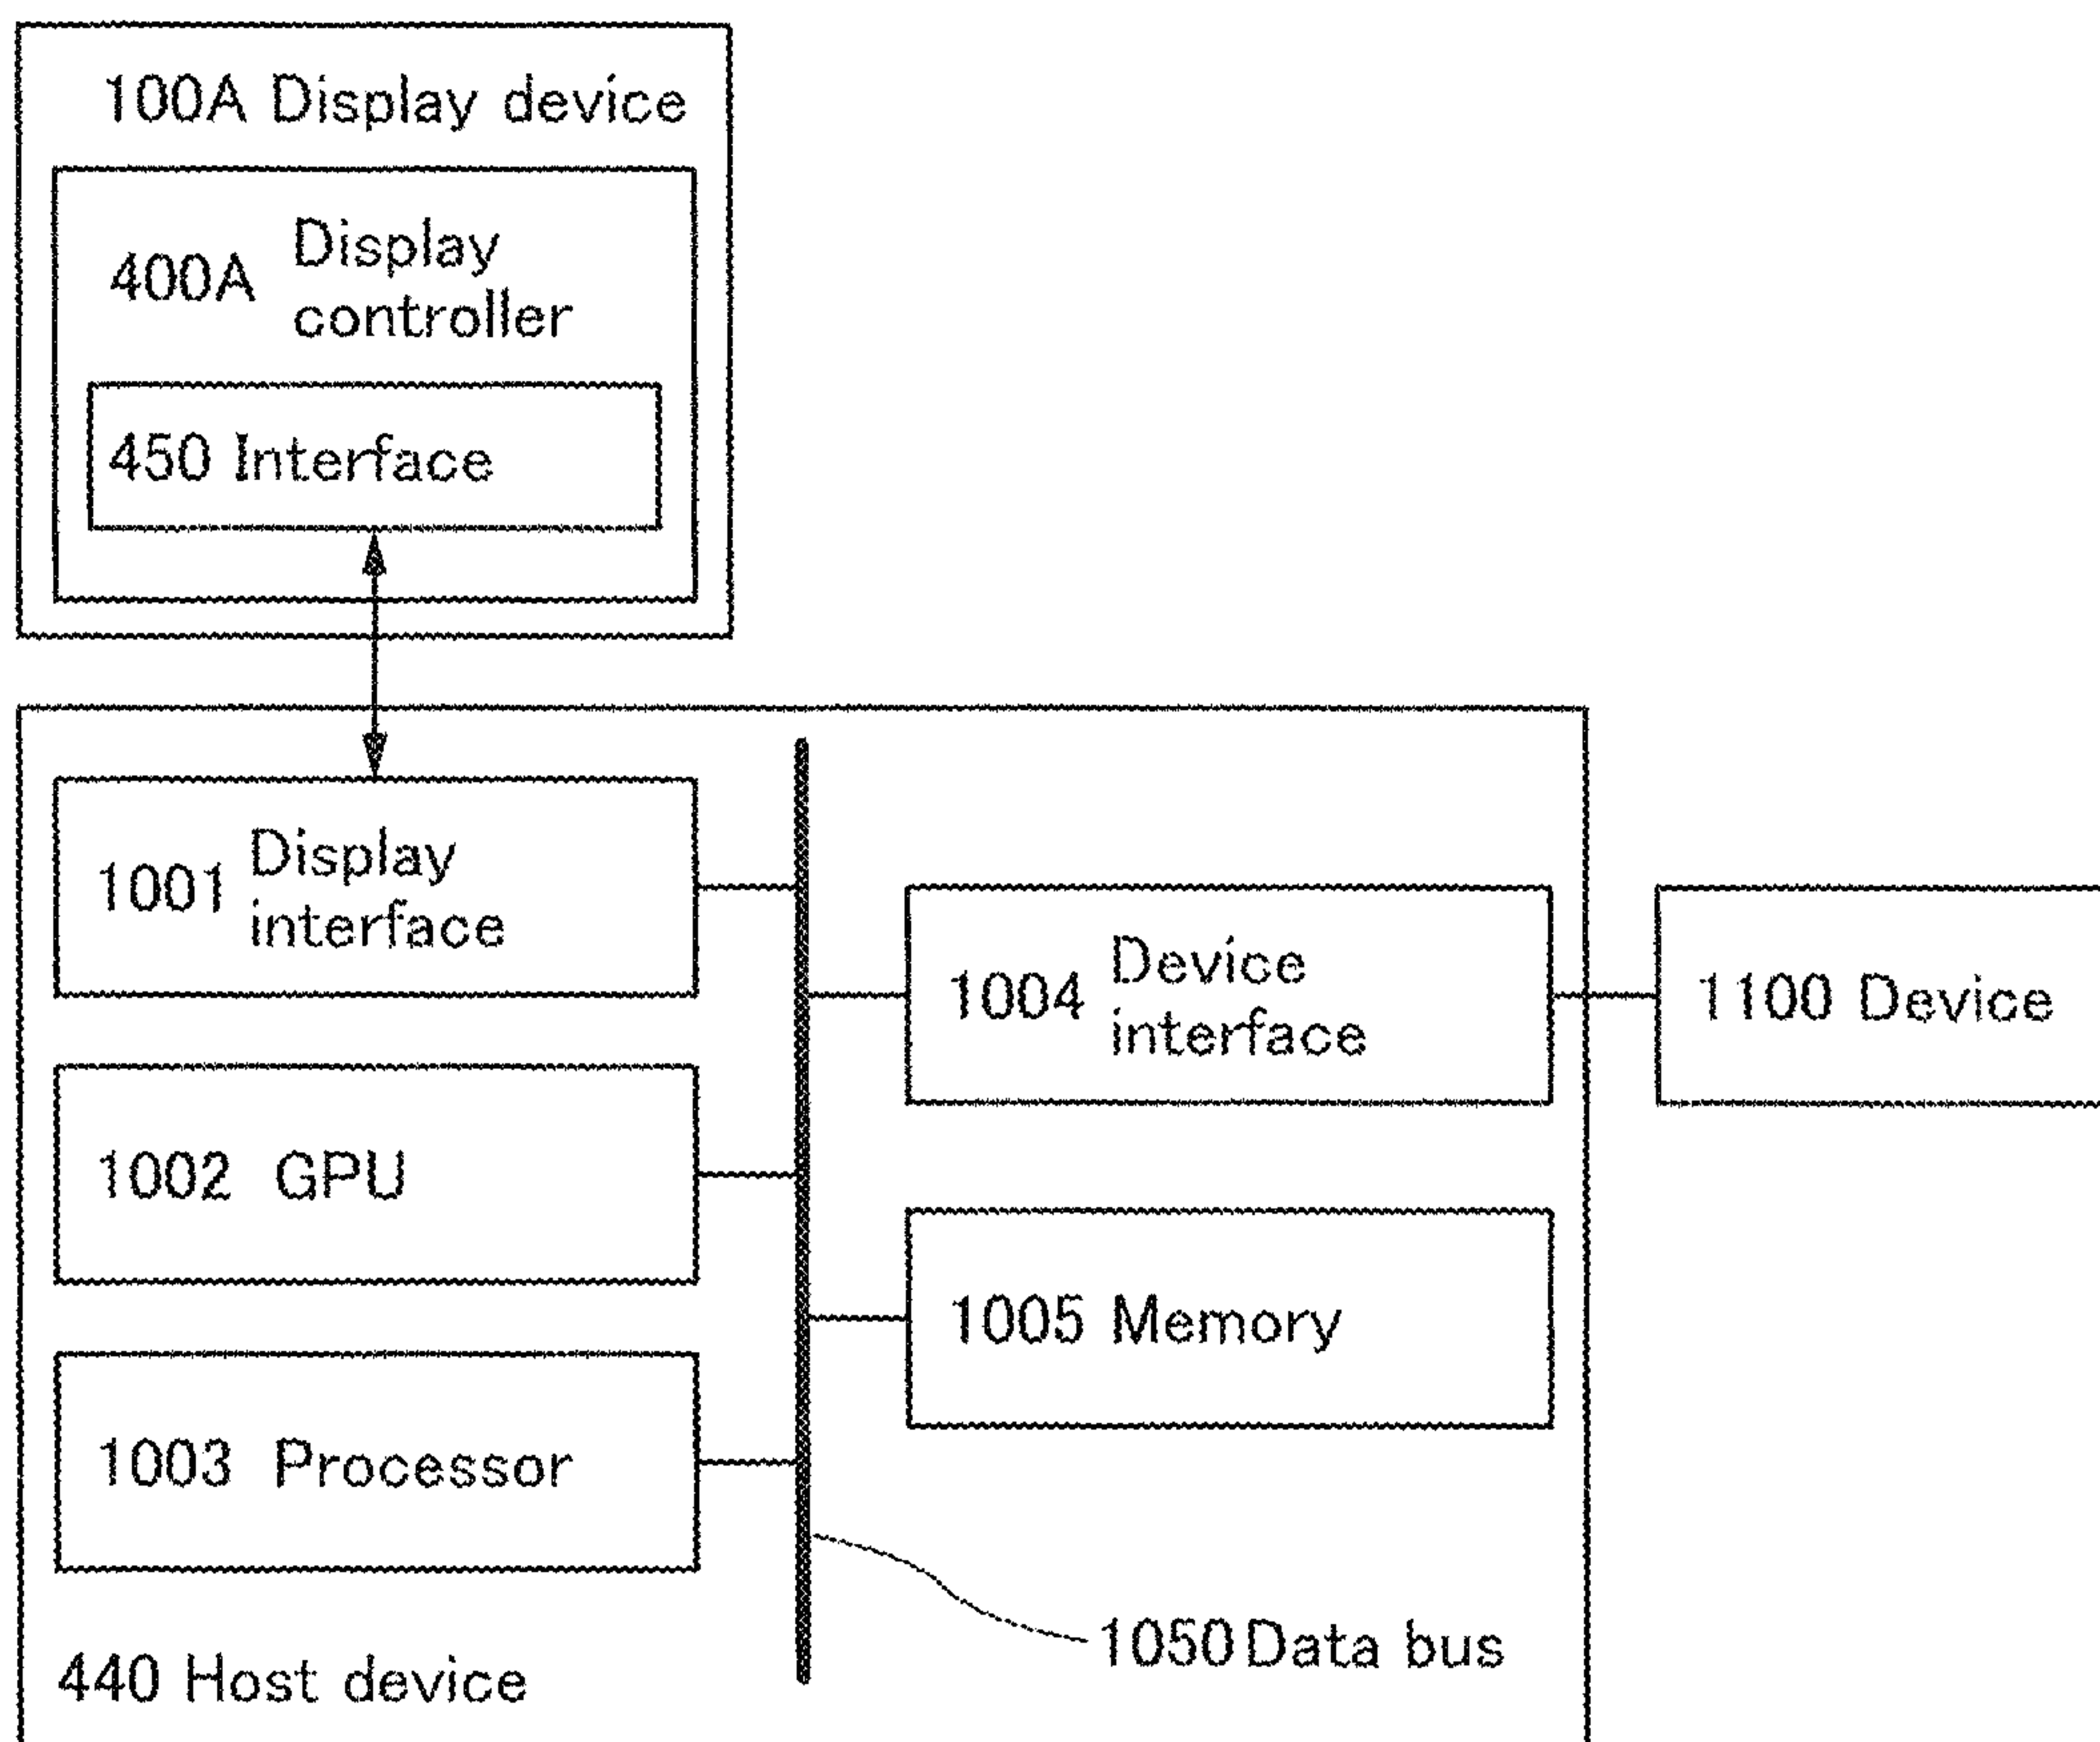 100A Display device
400A Display
controller
450 Interface
1001 Display
interface
1004 Device
interface
1100 Device
1002 GPU
1005 Memory
1003 Processor
1050 Data bus
440 Host device